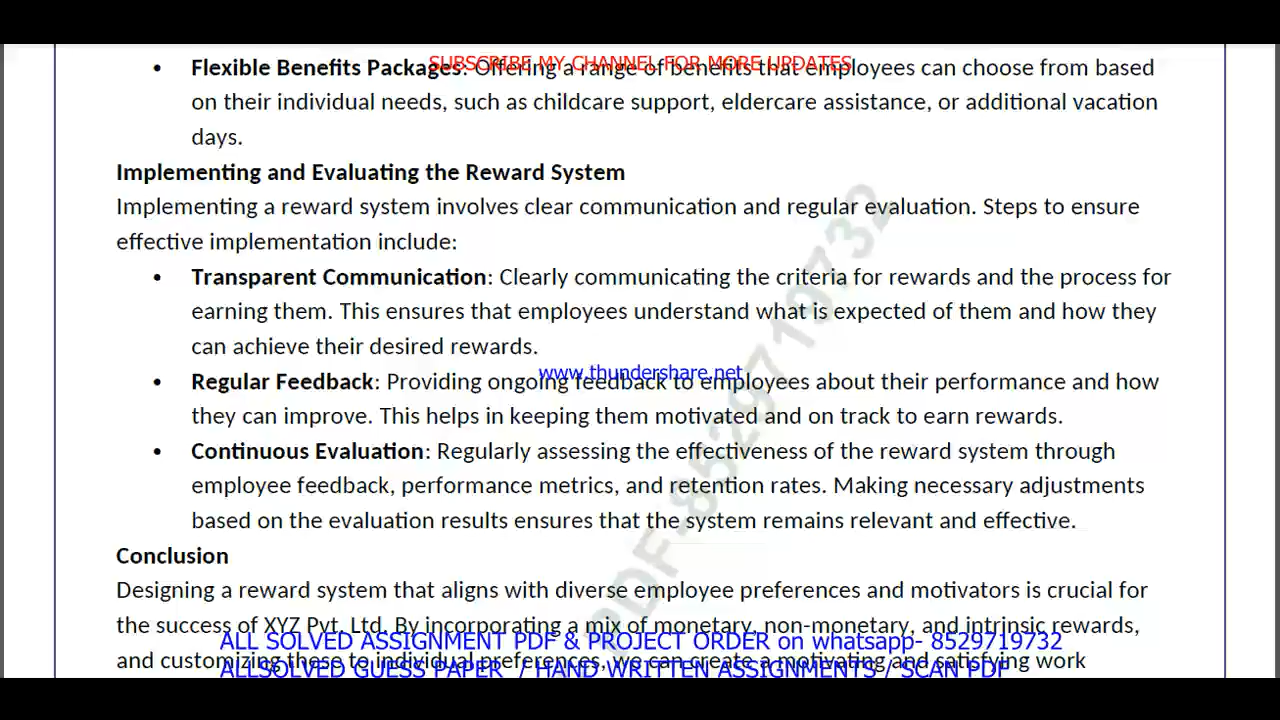 SUBSCRIBE MY CHANNEL FOR MORE UPDATES
• Flexible Benefits Packages: Offering a range of benefits that employees can choose from based
on their individual needs, such as childcare support, eldercare assistance, or additional vacation
days.
Implementing and Evaluating the Reward System
Implementing a reward system involves clear communication and regular evaluation. Steps to ensure
effective implementation include:
• Transparent Communication: Clearly communicating the criteria for rewards and the process for
earning them. This ensures that employees understand what is expected of them and how they
can achieve their desired rewards.
www.thundershare.net
• Regular Feedback: Providing ongoing feedback to employees about their performance and how
they can improve. This helps in keeping them motivated and on track to earn rewards.
• Continuous Evaluation: Regularly assessing the effectiveness of the reward system through
employee feedback, performance metrics, and retention rates. Making necessary adjustments
based on the evaluation results ensures that the system remains relevant and effective.
PDF-8529719732
Conclusion
Designing a reward system that aligns with diverse employee preferences and motivators is crucial for
the success of XYZ Pvt. Ltd. By incorporating a mix of monetary, non-monetary, and intrinsic rewards,
ALL SOLVED ASSIGNMENT PDF & PROJECT ORDER on whatsapp- 8529719732
and customizing these to individual preferences, we can create a motivating and satisfying work
ALLSOLVED GUESS PAPER / HAND WRITTEN ASSIGNMENTS / SCAN PDF